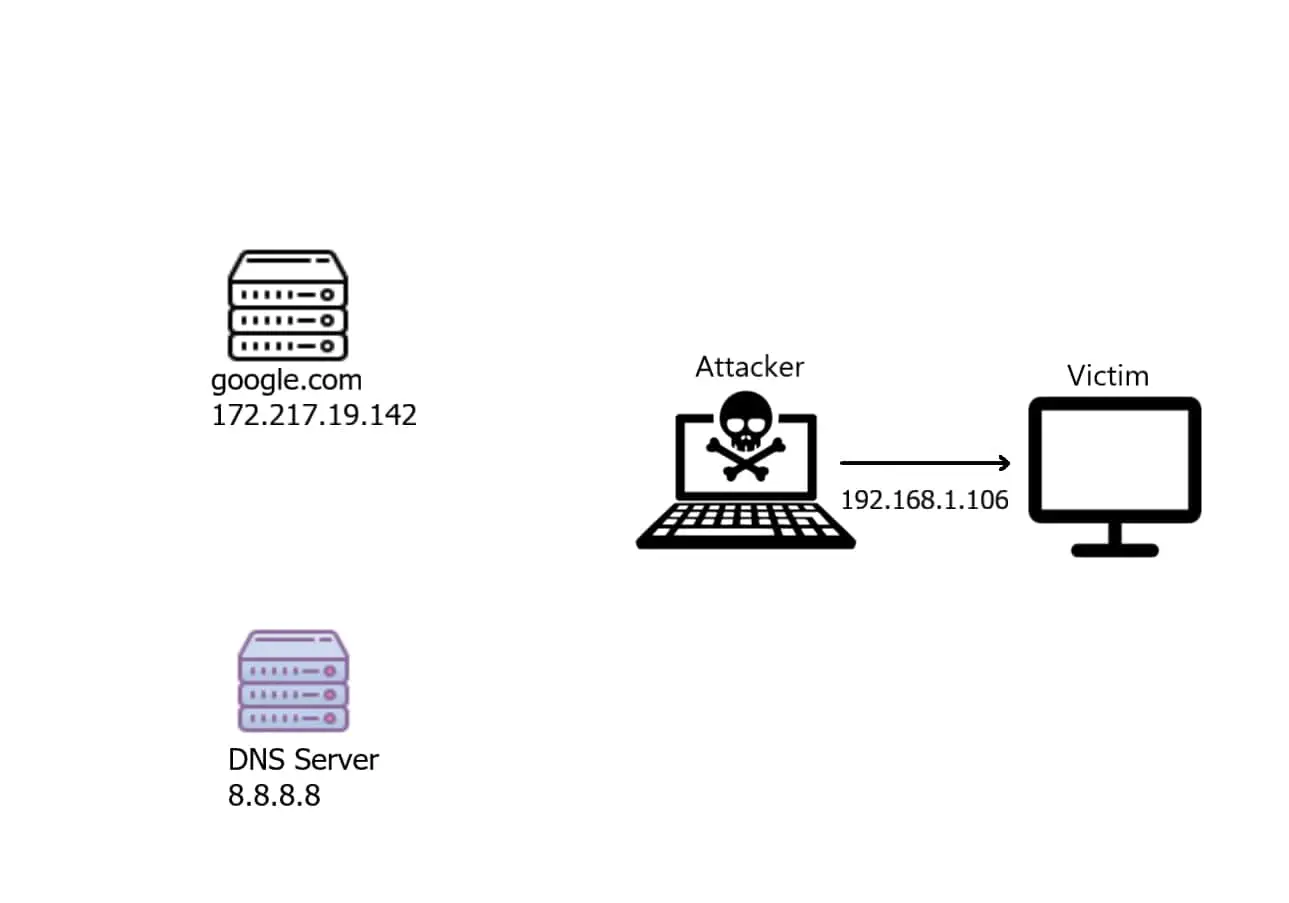 google.com
172.217.19.142
Attacker
Victim
192.168.1.106
DNS Server
8.8.8.8